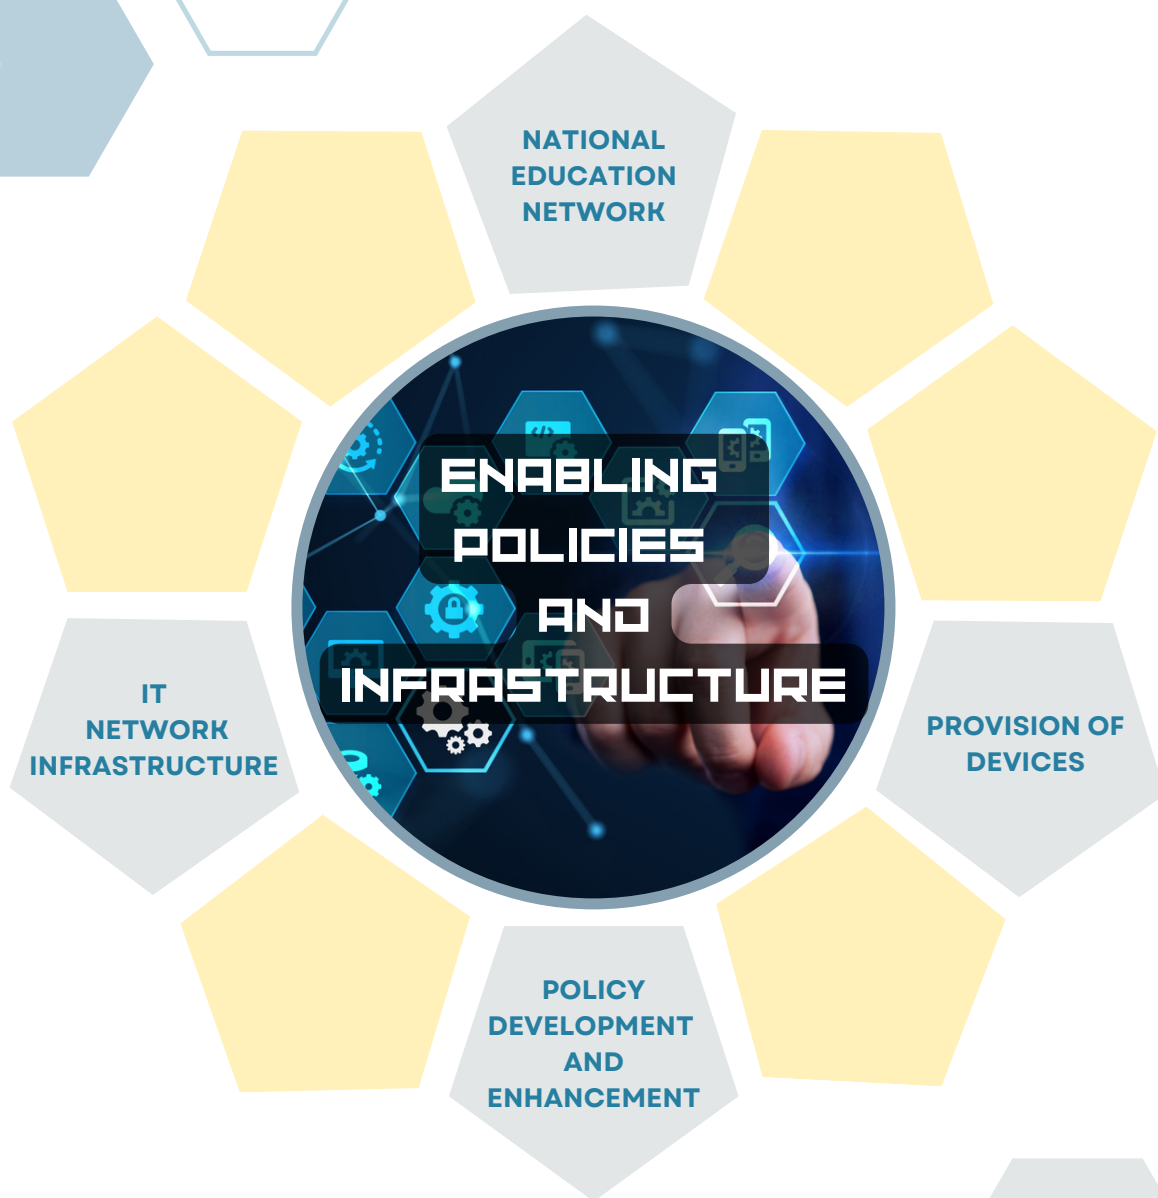 NATIONAL
EDUCATION
NETWORK
ENABLING
POLICIES
AND
INFRASTRUCTURE
IT
NETWORK
INFRASTRUCTURE
PROVISION OF
DEVICES
POLICY
DEVELOPMENT
AND
ENHANCEMENT